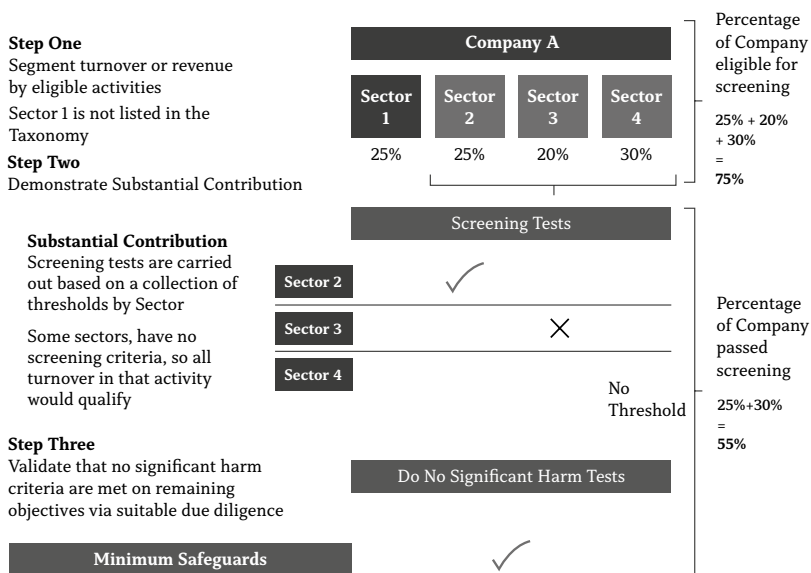 Step One
Segment turnover or revenue
by eligible activities
Sector 1 is not listed in the
Taxonomy
Company A
Sector
1
Sector
2
Sector
3
Sector
4
25%
25%
20%
30%
Percentage
of Company
eligible for
screening
25% + 20%
+ 30%
=
75%
Step Two
Demonstrate Substantial Contribution
Screening Tests
Substantial Contribution
Screening tests are carried
out based on a collection of
thresholds by Sector
Some sectors, have no
screening criteria, so all
turnover in that activity
would qualify
Sector 2
Sector 3
Sector 4
No
Threshold
Percentage
of Company
passed
screening
25%+30%
=
55%
Step Three
Validate that no significant harm
criteria are met on remaining
objectives via suitable due diligence
Do No Significant Harm Tests
Minimum Safeguards